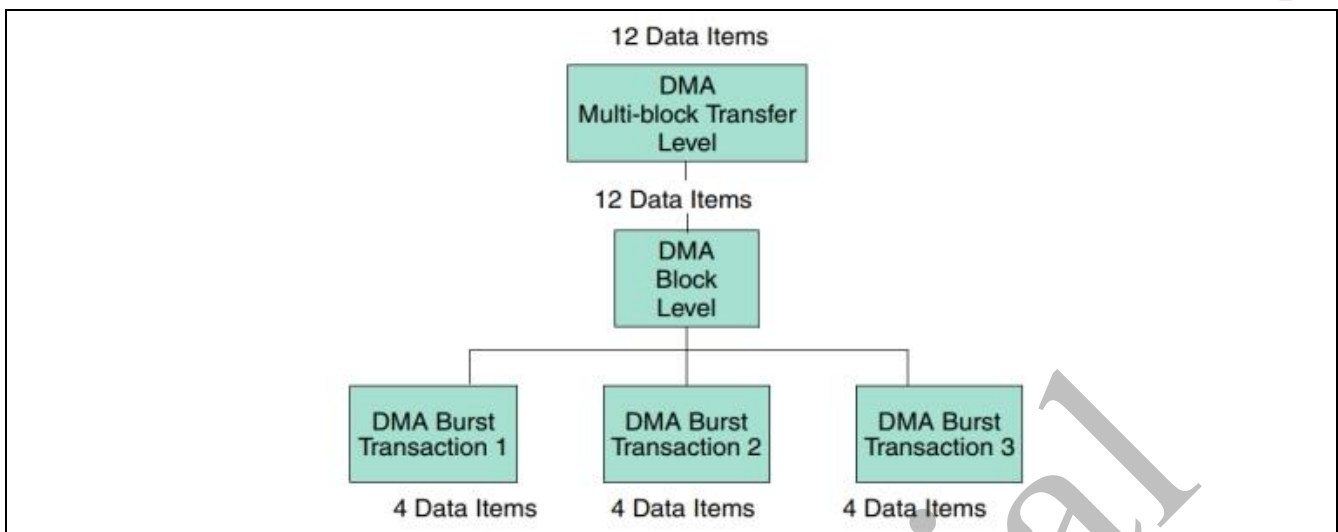 12 Data Items
DMA
Multi-block Transfer
Level
12 Data Items
DMA
Block
Level
DMA Burst
Transaction 1
DMA Burst
Transaction 2
DMA Burst
Transaction 3
4 Data Items
4 Data Items
4 Data Items
ial